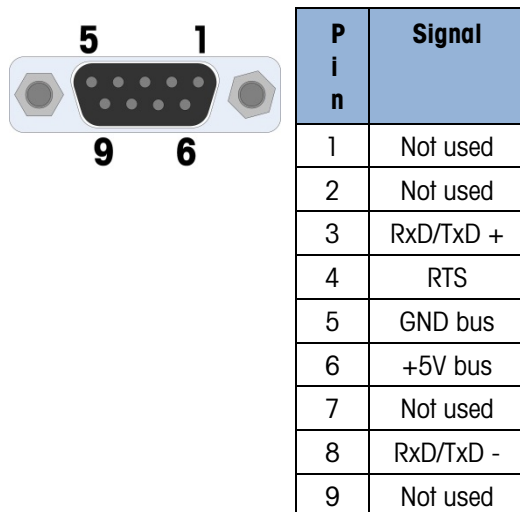 5 1
9 6
P
i
n
Signal
1 Not used
2 Not used
3 RxD/TxD +
4 RTS
5 GND bus
6 +5V bus
7 Not used
8 RxD/TxD -
9 Not used